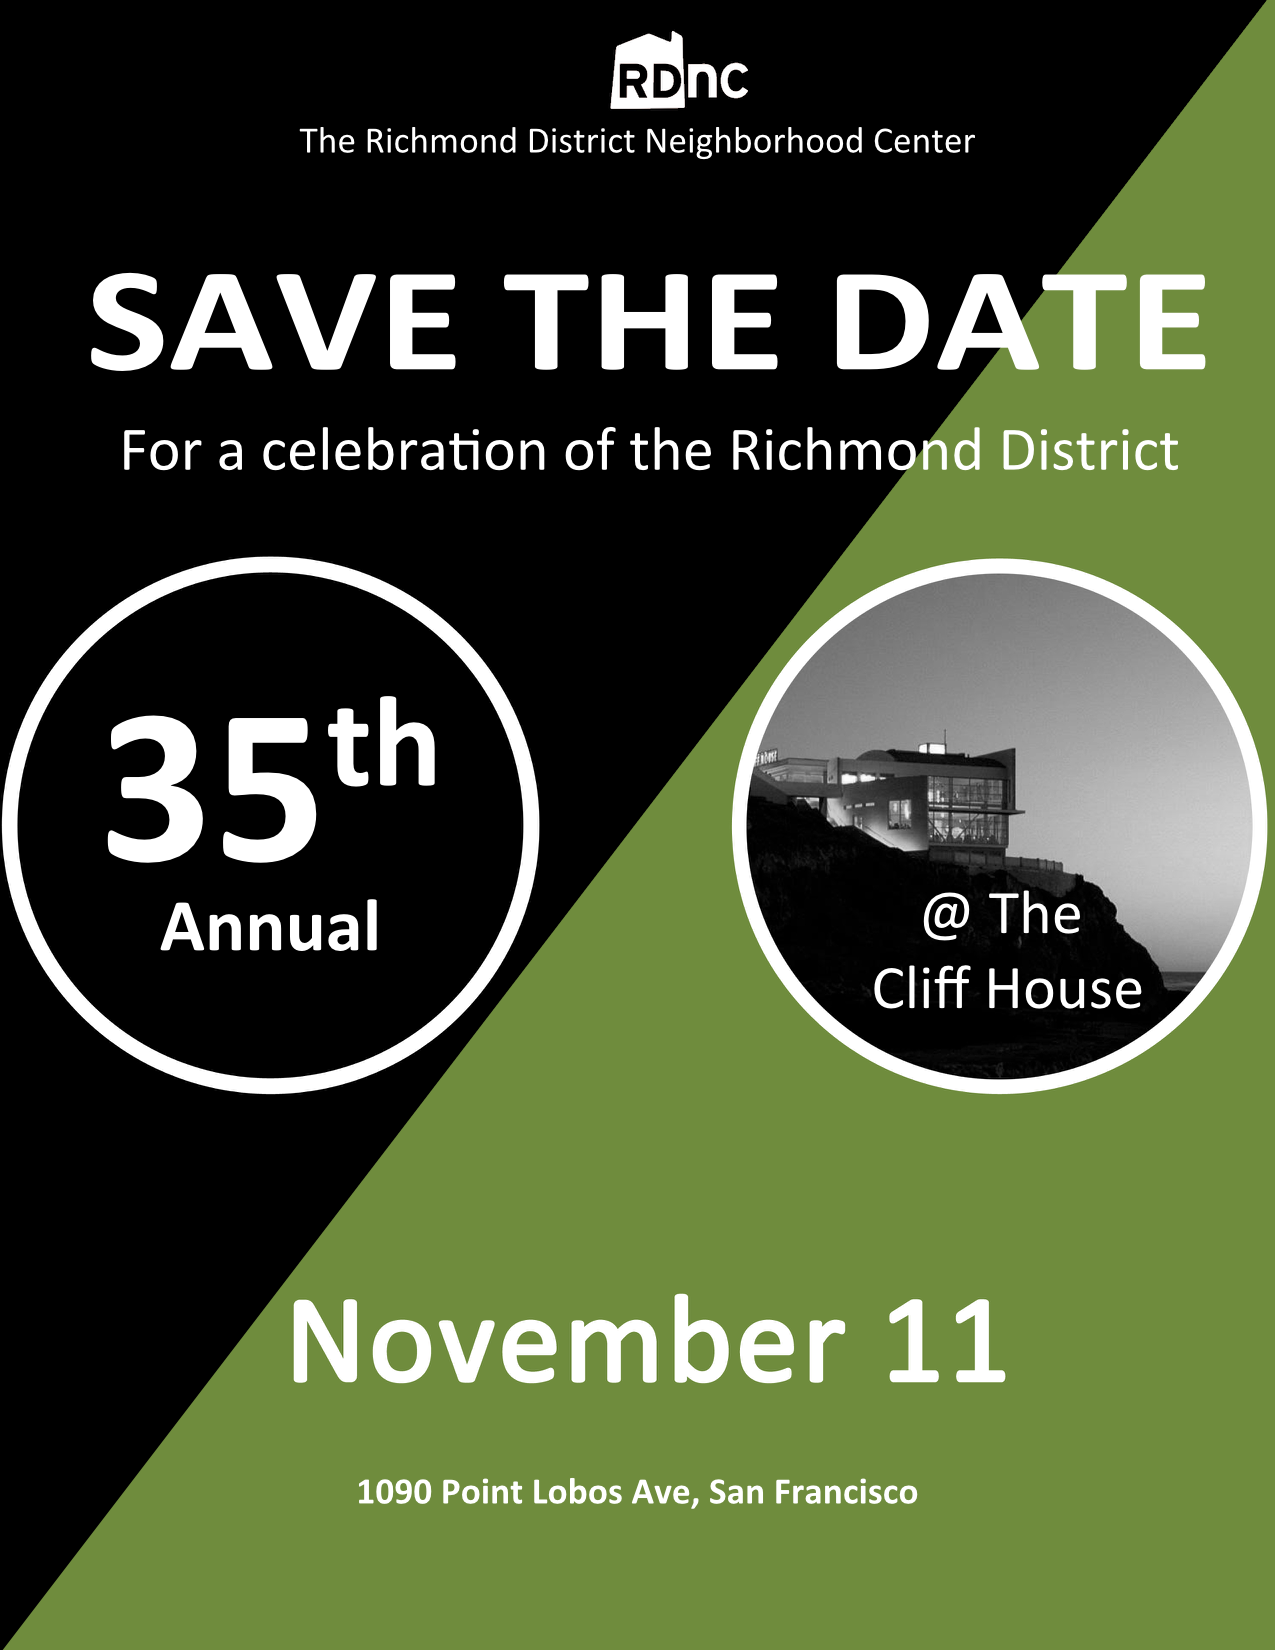 RDnc
The Richmond District Neighborhood Center
SAVE THE DATE
For a celebration of the Richmond District
35th
Annual
@ The
Cliff House
November 11
1090 Point Lobos Ave, San Francisco